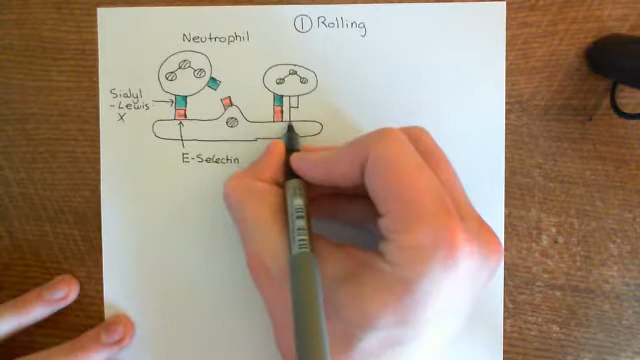 ① Rolling
Neutrophil
Sialyl
-Lewis
X
E-Selectin